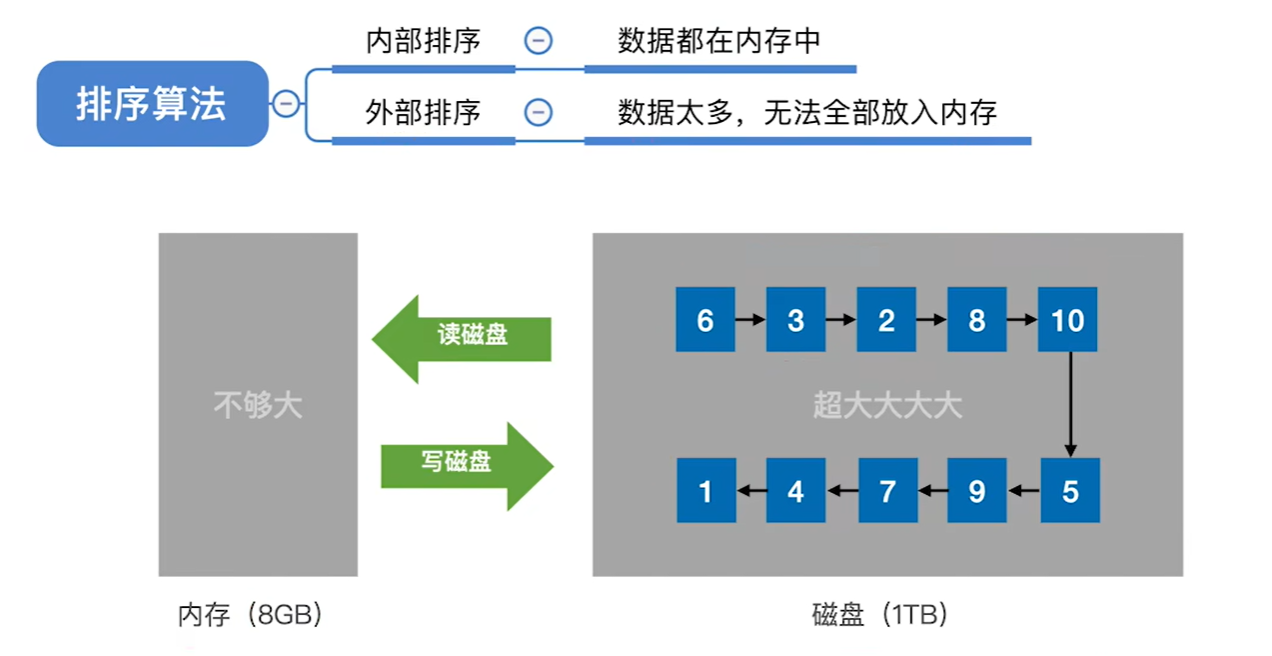 内部排序 数据都在内存中
排序算法
外部排序 数据太多，无法全部放入内存
6 3 2 8 10
读磁盘
不够大
超大大大大
写磁盘
1 4 7 9 5
内存（8GB）
磁盘（1TB）